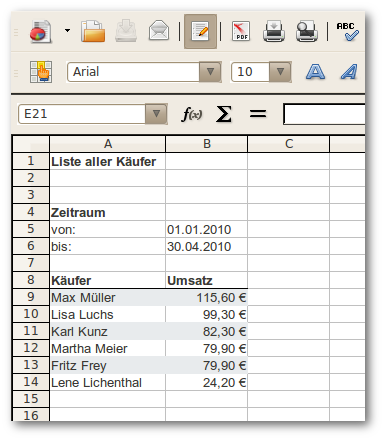 PDF ABC
Arial 10
E21 f(x) Σ =
A B C
1 Liste aller Käufer
2
3
4 Zeitraum
5 von: 01.01.2010
6 bis: 30.04.2010
7
8 Käufer Umsatz
9 Max Müller 115,60 €
10 Lisa Luchs 99,30 €
11 Karl Kunz 82,30 €
12 Martha Meier 79,90 €
13 Fritz Frey 79,90 €
14 Lene Lichenthal 24,20 €
15
16